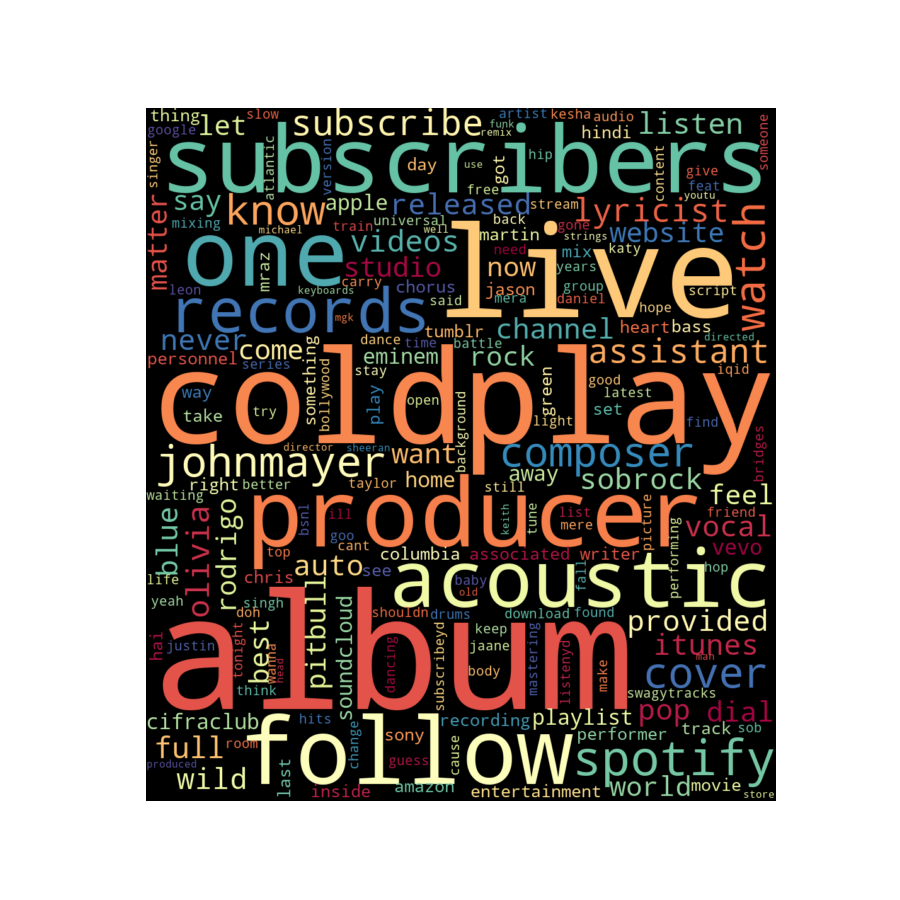 thing slow artist kesha audio
google let subscribe funk remix hindi listen someone
singer subscribers
atlantic version day got hip use free content give feat youtu
say know apple released stream lyricist
matter mixing michael train universal well back gone mix website watch
mraz one videos martin strings katy
studio now need years
leon keyboards carry chorus jason live group script
records said mera daniel hope
mgk tumblr channel heart bass directed
never come dance time battle
personnel series something eminem rock assistant
way bollywood stay green good iqid
take try coldplay play open background light set latest find
director sheeran
johnmayer want composer bridges
right better taylor home away sobrock
waiting still feel
blue olivia rodrigo producer bsnl ill goo keith tune list mere picture friend vocal
top cant columbia associated writer performing vevo
life chris auto see baby old acoustic fall hop
yeah singh doh pitbull soundcloud shouldn drums download found provided
hai justin tonight wanna head best album dancing keep jaane subscribeyd mastering listenyo itunes
think body make man cover
swagytracks
cifraclub hits change recording playlist pop dial
full room follow sony cause performer track sob
produced guess spotify
wild last inside amazon entertainment world movie store